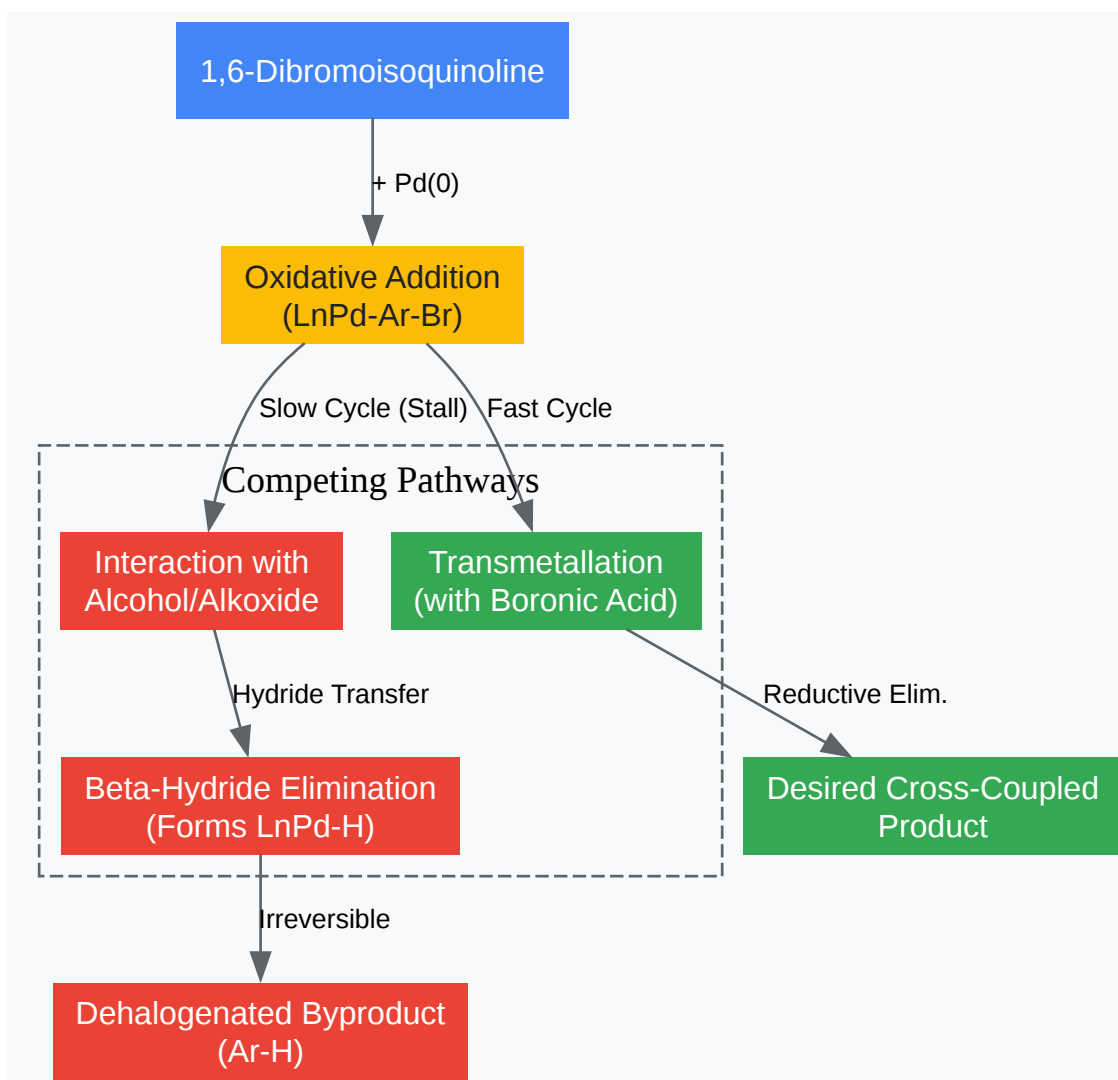 1,6-Dibromoisoquinoline
+ Pd(0)
Oxidative Addition
(LnPd-Ar-Br)
Slow Cycle (Stall)
Fast Cycle
Competing Pathways
Interaction with
Alcohol/Alkoxide
Transmetallation
(with Boronic Acid)
Hydride Transfer
Reductive Elim.
Beta-Hydride Elimination
(Forms LnPd-H)
Desired Cross-Coupled
Product
Irreversible
Dehalogenated Byproduct
(Ar-H)